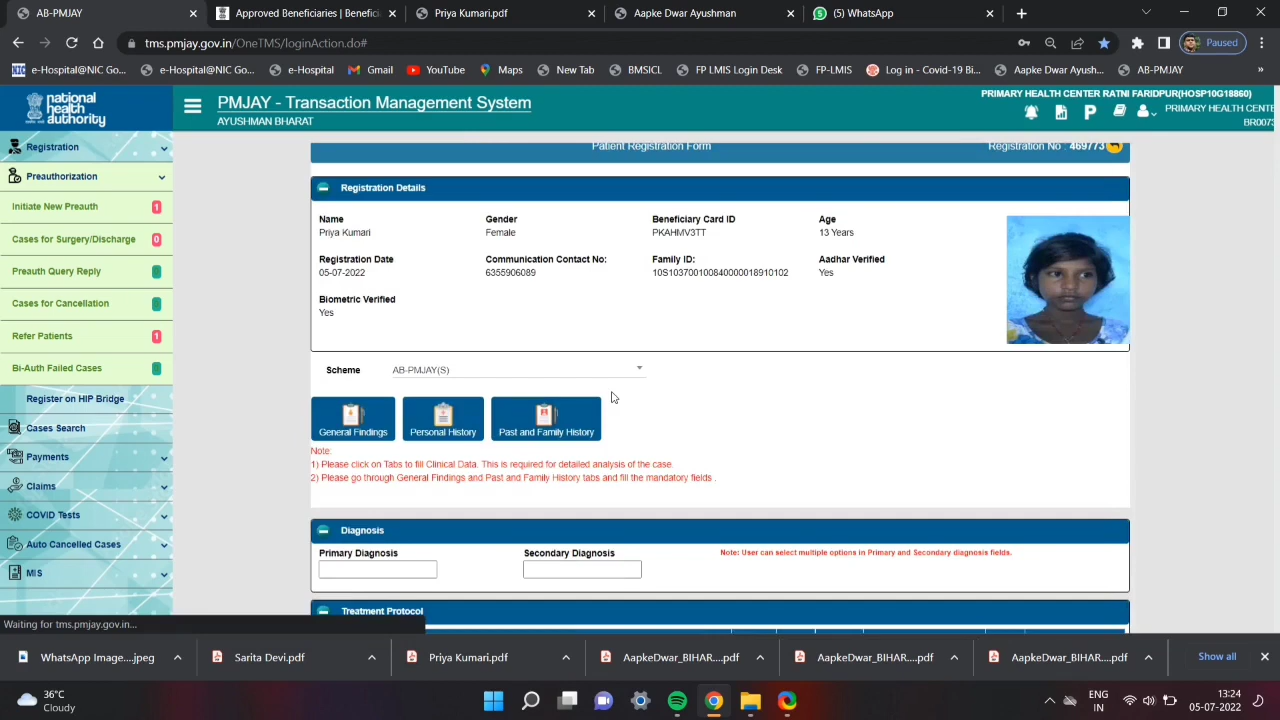 AB-PMJAY
Approved Beneficiaries | Benefic
Priya Kumari.pdf
Aapke Dwar Ayushman
(5) WhatsApp
tms.pmjay.gov.in/OneTMS/loginAction.do#
Paused
e-Hospital@NIC Go...
e-Hospital@NIC Go...
e-Hospital
Gmail
YouTube
Maps
New Tab
BMSICL
FP LMIS Login Desk
FP-LMIS
Log in - Covid-19 Bi...
Aapke Dwar Ayush...
AB-PMJAY
»
national
health
authority
PMJAY - Transaction Management System
AYUSHMAN BHARAT
PRIMARY HEALTH CENTER RATNI FARIDPUR(HOSP10G18860)
PRIMARY HEALTH CENTE
BR0073
Registration
Preauthorization
Initiate New Preauth 1
Cases for Surgery/Discharge 0
Preauth Query Reply
Cases for Cancellation
Refer Patients 1
Bi-Auth Failed Cases
Register on HIP Bridge
Cases Search
Payments
Claims
COVID Tests
Auto Cancelled Cases
MIS
Patient Registration Form
Registration No : 469773
Registration Details
Name Gender Beneficiary Card ID Age
Priya Kumari Female PKAHMV3TT 13 Years
Registration Date Communication Contact No: Family ID: Aadhar Verified
05-07-2022 6355906089 10S10370010084000001891​0102 Yes
Biometric Verified
Yes
Scheme AB-PMJAY(S)
General Findings Personal History Past and Family History
Note:
1) Please click on Tabs to fill Clinical Data. This is required for detailed analysis of the case.
2) Please go through General Findings and Past and Family History tabs and fill the mandatory fields .
Diagnosis
Primary Diagnosis Secondary Diagnosis Note: User can select multiple options in Primary and Secondary diagnosis fields.
Treatment Protocol
Waiting for tms.pmjay.gov.in...
WhatsApp Image....jpeg
Sarita Devi.pdf
Priya Kumari.pdf
AapkeDwar_BIHAR....pdf
AapkeDwar_BIHAR....pdf
AapkeDwar_BIHAR....pdf
Show all
36°C
Cloudy
ENG
IN
13:24
05-07-2022